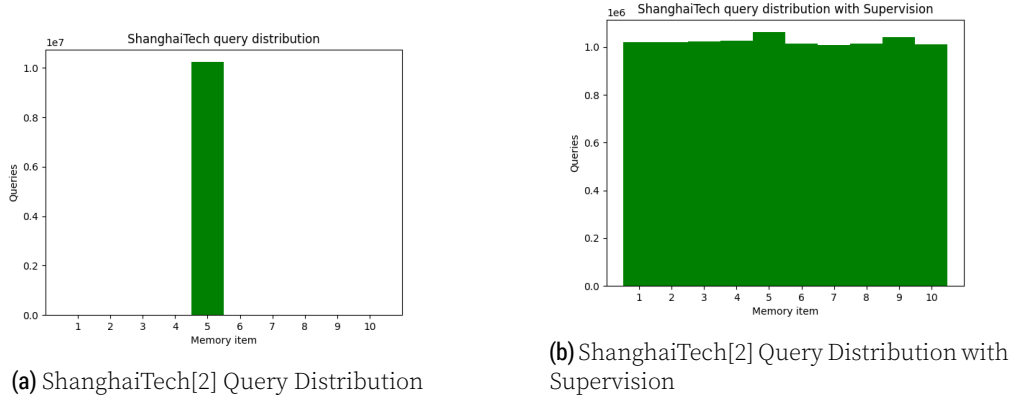 ShanghaiTech query distribution
1e7
1.0
0.8
0.6
0.4
0.2
0.0
Queries
1 2 3 4 5 6 7 8 9 10
Memory item
(a) ShanghaiTech[2] Query Distribution
ShanghaiTech query distribution with Supervision
1e6
1.0
0.8
0.6
0.4
0.2
0.0
Queries
1 2 3 4 5 6 7 8 9 10
Memory item
(b) ShanghaiTech[2] Query Distribution with
Supervision